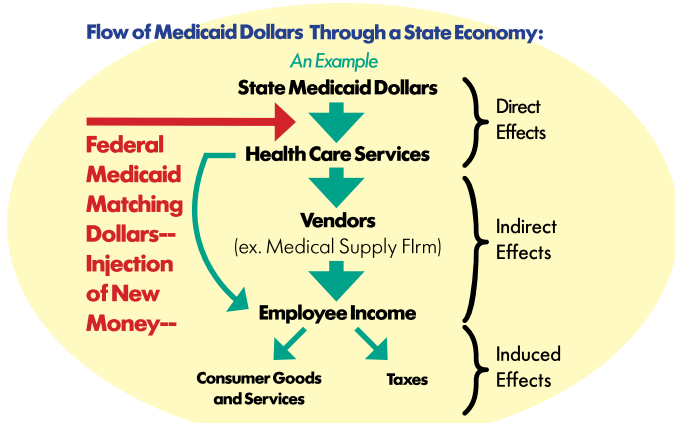 Flow of Medicaid Dollars Through a State Economy:
An Example
State Medicaid Dollars
Direct
Effects
Federal
Medicaid
Matching
Dollars--
Injection
of New
Money--
Health Care Services
Vendors
(ex. Medical Supply FIrm)
Indirect
Effects
Employee Income
Consumer Goods
and Services
Taxes
Induced
Effects